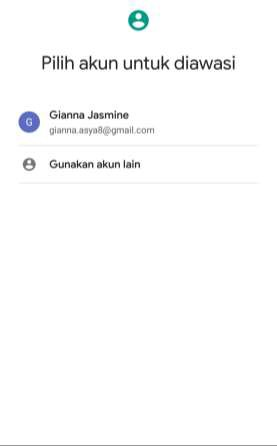 Pilih akun untuk diawasi
G
Gianna Jasmine
gianna.asya8@gmail.com
Gunakan akun lain